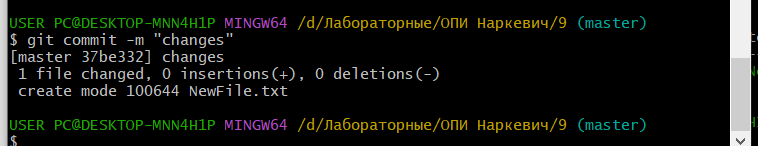 USER PC@DESKTOP-MNN4H1P MINGW64 /d/Лабораторные/ОПИ Наркевич/9 (master)
$ git commit -m "changes"
[master 37be332] changes
 1 file changed, 0 insertions(+), 0 deletions(-)
 create mode 100644 NewFile.txt
USER PC@DESKTOP-MNN4H1P MINGW64 /d/Лабораторные/ОПИ Наркевич/9 (master)
$